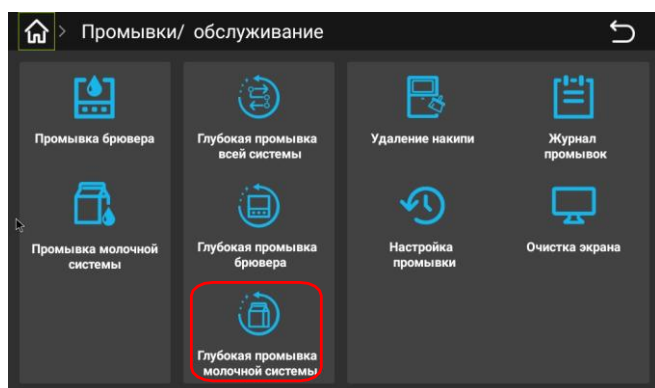 > Промывки/ обслуживание
Промывка брювера
Глубокая промывка
всей системы
Удаление накипи
Журнал
промывок
Промывка молочной
системы
Глубокая промывка
брювера
Настройка
промывки
Очистка экрана
Глубокая промывка
молочной системы